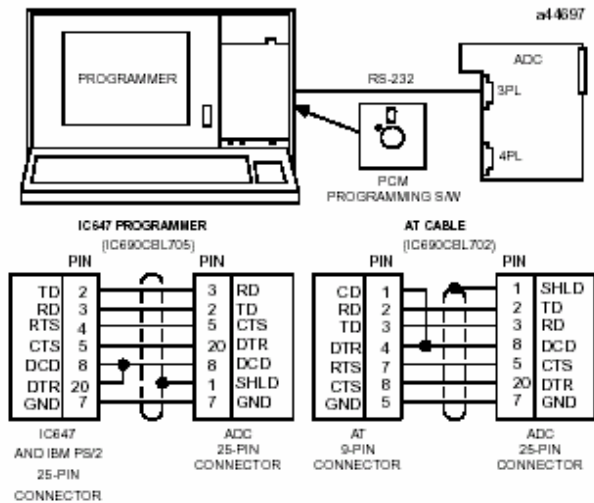 a44697
PROGRAMMER
RS-232
ADC
3PL
4PL
PCM
PROGRAMMING S/W
IC647 PROGRAMMER
(IC690CBL705)
PIN PIN
TD 2 3 RD
RD 3 2 TD
RTS 4 5 CTS
CTS 5 20 DTR
DCD 8 8 DCD
DTR 20 1 SHLD
GND 7 7 GND
IC647
AND IBM PS/2
25-PIN
CONNECTOR
ADC
25-PIN
CONNECTOR
AT CABLE
(IC690CBL702)
PIN PIN
CD 1 1 SHLD
RD 2 2 TD
TD 3 3 RD
DTR 4 8 DCD
RTS 7 5 CTS
CTS 8 20 DTR
GND 5 7 GND
AT
9-PIN
CONNECTOR
ADC
25-PIN
CONNECTOR